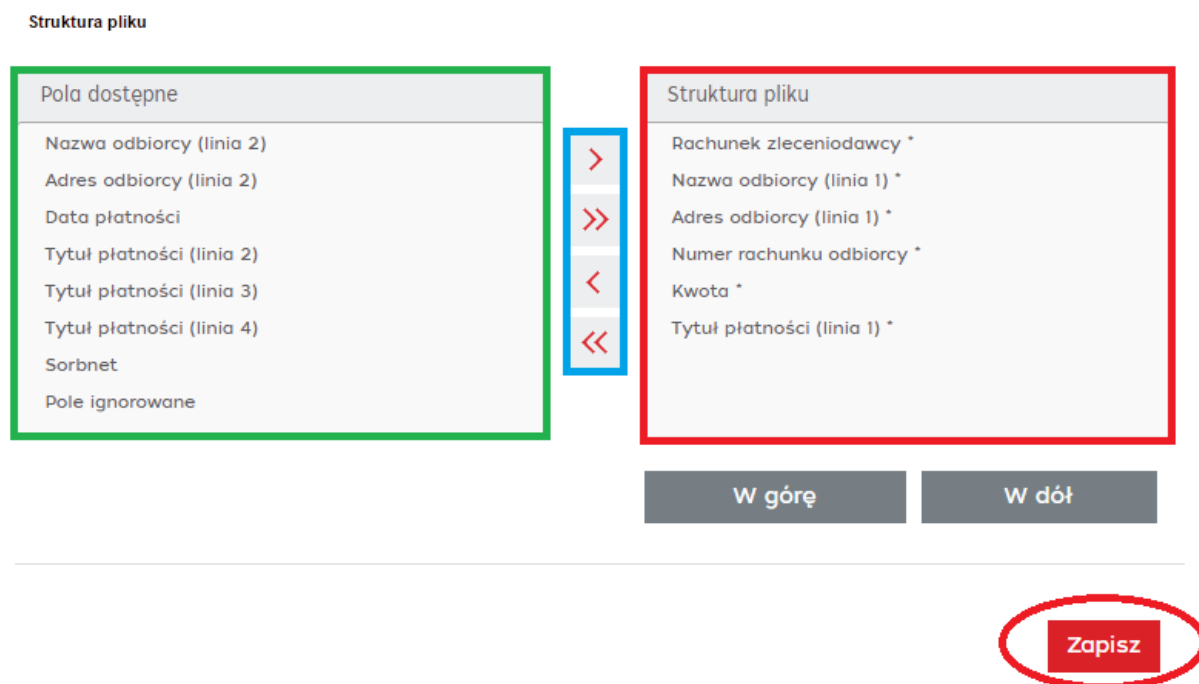 Struktura pliku
Pola dostępne
Nazwa odbiorcy (linia 2)
Adres odbiorcy (linia 2)
Data płatności
Tytuł płatności (linia 2)
Tytuł płatności (linia 3)
Tytuł płatności (linia 4)
Sorbnet
Pole ignorowane
Struktura pliku
Rachunek zleceniodawcy *
Nazwa odbiorcy (linia 1) *
Adres odbiorcy (linia 1) *
Numer rachunku odbiorcy *
Kwota *
Tytuł płatności (linia 1) *
W górę
W dół
Zapisz